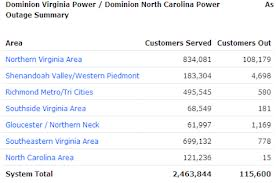 Dominion Virginia Power / Dominion North Carolina Power As
Outage Summary
Area Customers Served Customers Out
Northern Virginia Area 834,081 108,179
Shenandoah Valley/Western Piedmont 183,304 4,698
Richmond Metro/Tri Cities 495,545 580
Southside Virginia Area 68,549 181
Gloucester / Northern Neck 61,997 1,169
Southeastern Virginia Area 699,132 778
North Carolina Area 121,236 15
System Total 2,463,844 115,600